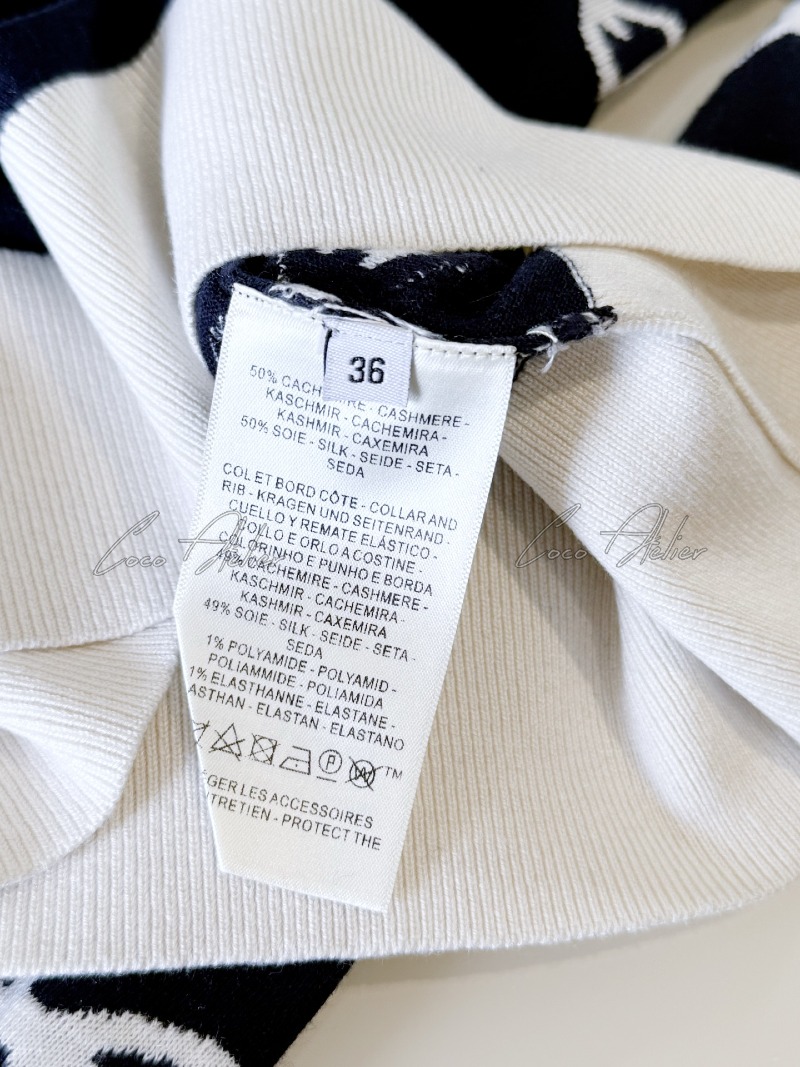 36
50% CACHEMIRE - CASHMERE -
KASCHMIR - CACHEMIRA -
KASHMIR - CAXEMIRA
50% SOIE - SILK - SEIDE - SETA -
SEDA
COL ET BORD CÔTE - COLLAR AND
RIB - KRAGEN UND SEITENRAND -
CUELLO Y REMATE ELÁSTICO -
COLLO E ORLO A COSTINE -
COLORINHO E PUNHO E BORDA
49% CACHEMIRE - CASHMERE -
KASCHMIR - CACHEMIRA -
KASHMIR - CAXEMIRA
49% SOIE - SILK - SEIDE - SETA -
SEDA
1% POLYAMIDE - POLYAMID -
POLIAMMIDE - POLIAMIDA
1% ELASTHANNE - ELASTANE -
ASTHAN - ELASTAN - ELASTANO
P W TM
GER LES ACCESSOIRES
NTRETIEN - PROTECT THE
Coco Atelier
Coco Atelier